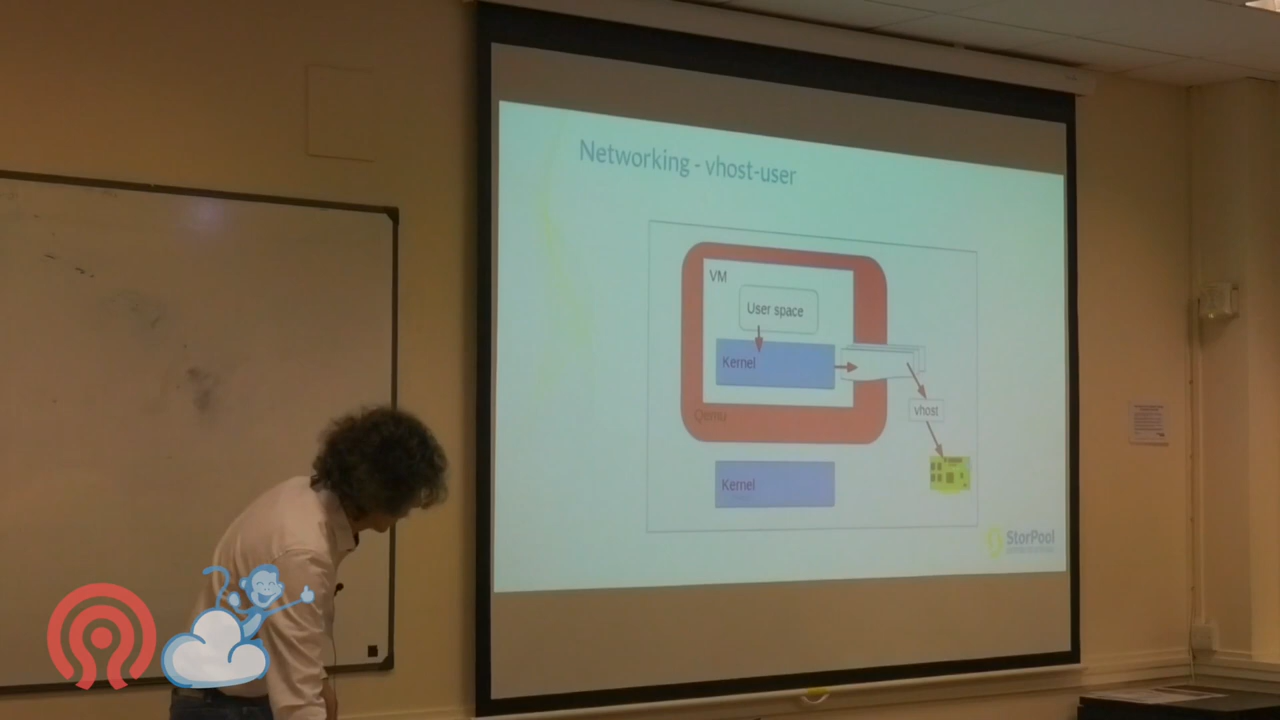 Networking - vhost-user
VM
User space
Kernel
vhost
Qemu
Kernel
StorPool